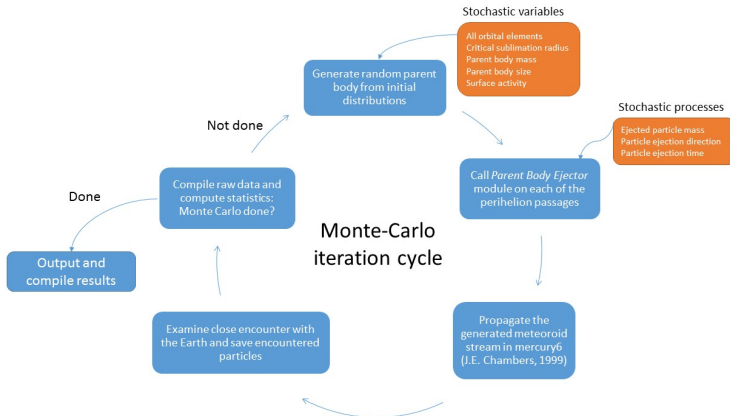 Stochastic variables
All orbital elements
Critical sublimation radius
Parent body mass
Parent body size
Surface activity
Generate random parent
body from initial
distributions
Stochastic processes
Ejected particle mass
Particle ejection direction
Particle ejection time
Not done
Call Parent Body Ejector
module on each of the
perihelion passages
Compile raw data and
compute statistics:
Monte Carlo done?
Done
Monte-Carlo
iteration cycle
Output and
compile results
Propagate the
generated meteoroid
stream in mercury6
(J.E. Chambers, 1999)
Examine close encounter with
the Earth and save encountered
particles